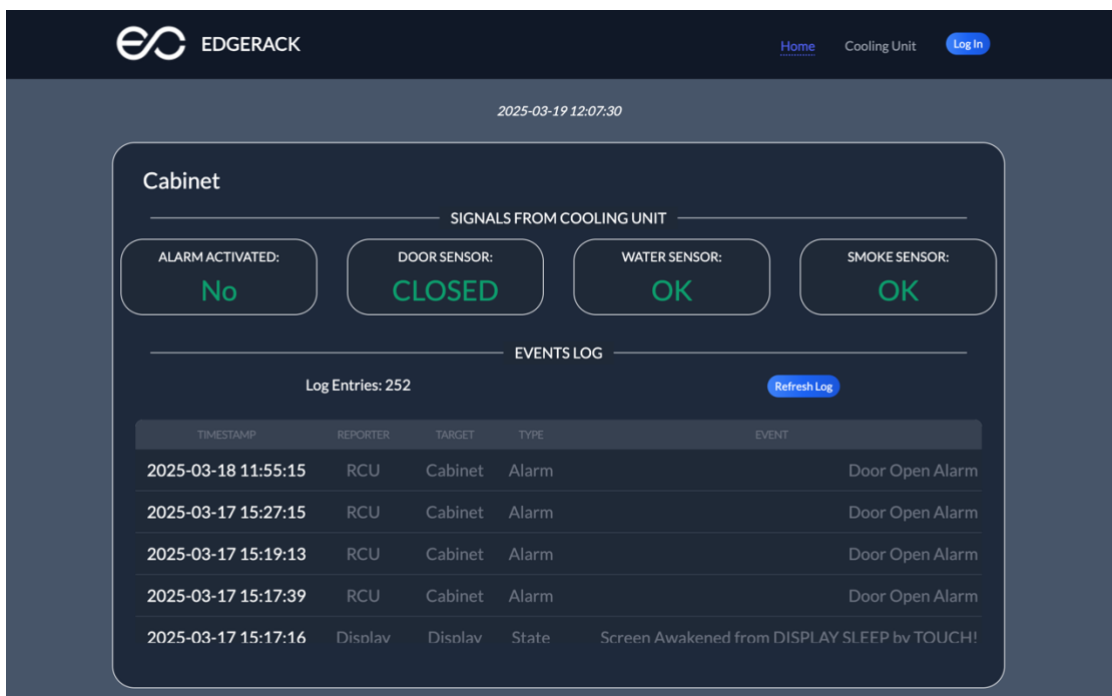 EC EDGERACK
Home Cooling Unit Log In
2025-03-19 12:07:30
Cabinet
SIGNALS FROM COOLING UNIT
ALARM ACTIVATED: DOOR SENSOR: WATER SENSOR: SMOKE SENSOR:
No CLOSED OK OK
EVENTS LOG
Log Entries: 252 Refresh Log
TIMESTAMP REPORTER TARGET TYPE EVENT
2025-03-18 11:55:15 RCU Cabinet Alarm Door Open Alarm
2025-03-17 15:27:15 RCU Cabinet Alarm Door Open Alarm
2025-03-17 15:19:13 RCU Cabinet Alarm Door Open Alarm
2025-03-17 15:17:39 RCU Cabinet Alarm Door Open Alarm
2025-03-17 15:17:16 Display Display State Screen Awakened from DISPLAY SLEEP by TOUCH!